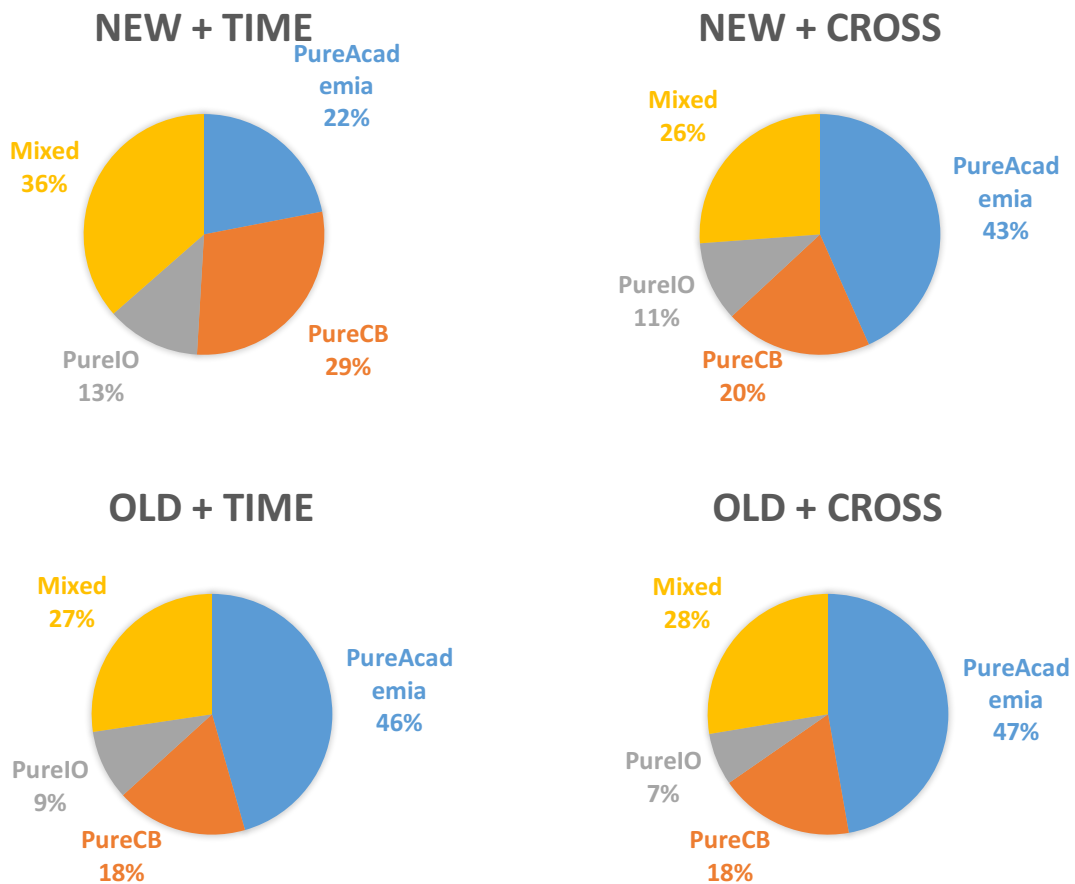 NEW + TIME
PureAcad
emia
22%
Mixed
36%
PureCB
29%
PureIO
13%
NEW + CROSS
Mixed
26%
PureAcad
emia
43%
PureIO
11%
PureCB
20%
OLD + TIME
Mixed
27%
PureAcad
emia
46%
PureIO
9%
PureCB
18%
OLD + CROSS
Mixed
28%
PureAcad
emia
47%
PureIO
7%
PureCB
18%